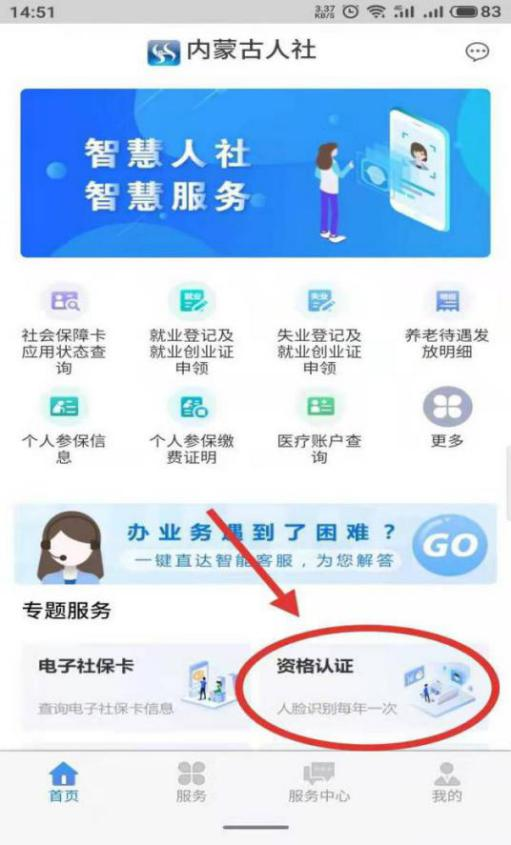 14:51
3.37
KB/S
83
内蒙古人社
智慧人社
智慧服务
社会保障卡
应用状态查
询
就业登记及
就业创业证
申领
失业登记及
就业创业证
申领
养老待遇发
放明细
个人参保信
息
个人参保缴
费证明
医疗账户查
询
更多
办业务遇到了困难？
一键直达智能客服，为您解答
GO
专题服务
电子社保卡
查询电子社保卡信息
资格认证
人脸识别每年一次
首页
服务
服务中心
我的